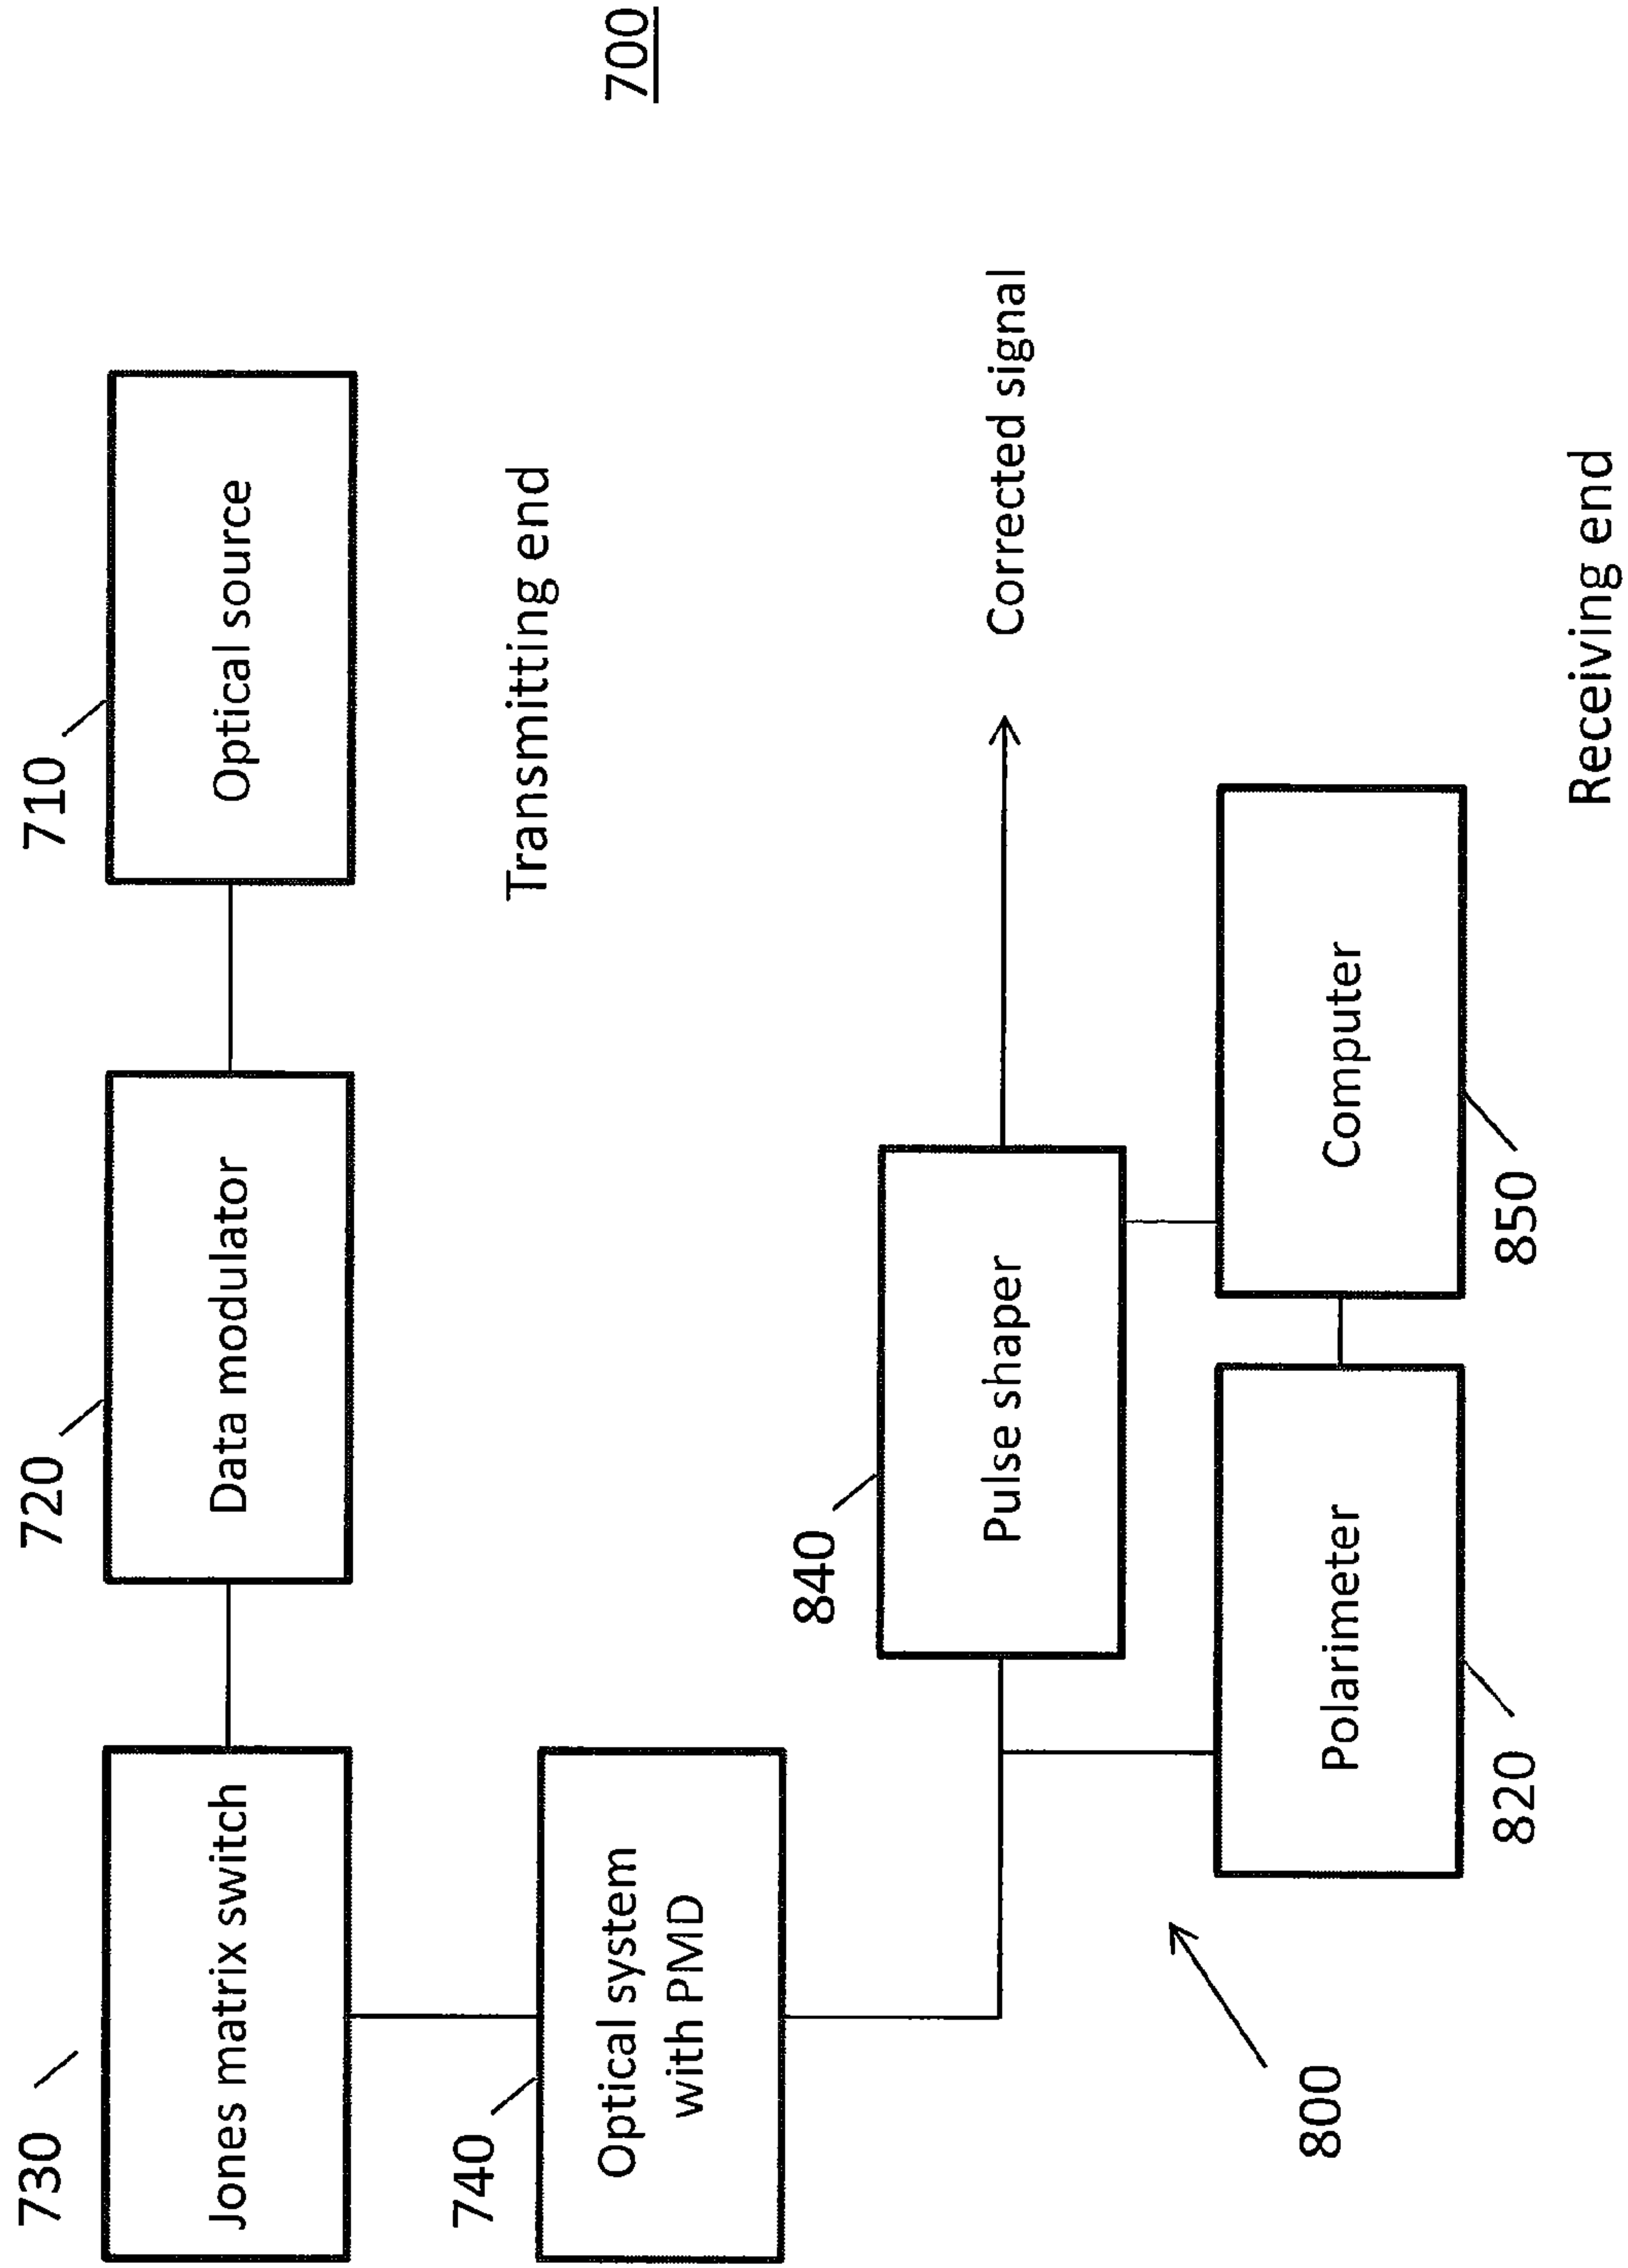 700
730
Jones matrix switch
720
Data modulator
710
Optical source
Transmitting end
740
Optical system
with PMD
840
Pulse shaper
Corrected signal
Polarimeter
820
Computer
850
800
Receiving end